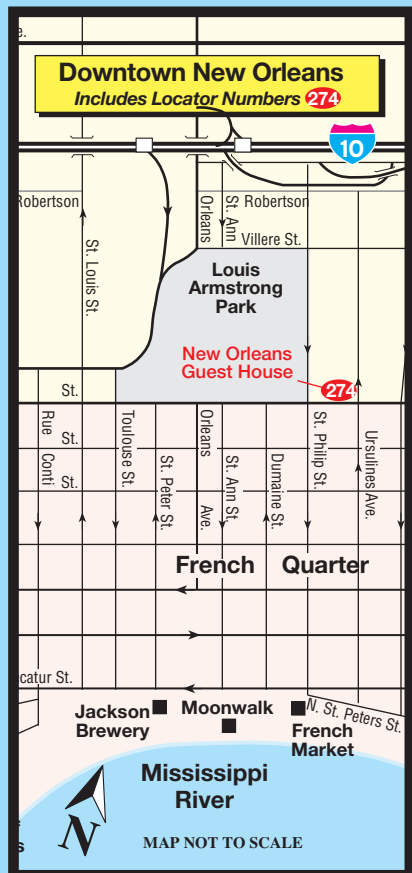 e.
Downtown New Orleans
Includes Locator Numbers 274
10
Robertson
Orleans
St. Ann
Robertson
Villere St.
St. Louis St.
Louis
Armstrong
Park
New Orleans
Guest House
274
St.
Rue Conti
St.
St.
Toulouse St.
St. Peter St.
Orleans Ave.
St. Ann St.
Dumaine St.
St. Philip St.
Ursulines Ave.
French Quarter
catur St.
Jackson
Brewery
Moonwalk
French
Market
N. St. Peters St.
Mississippi
River
N
MAP NOT TO SCALE
s